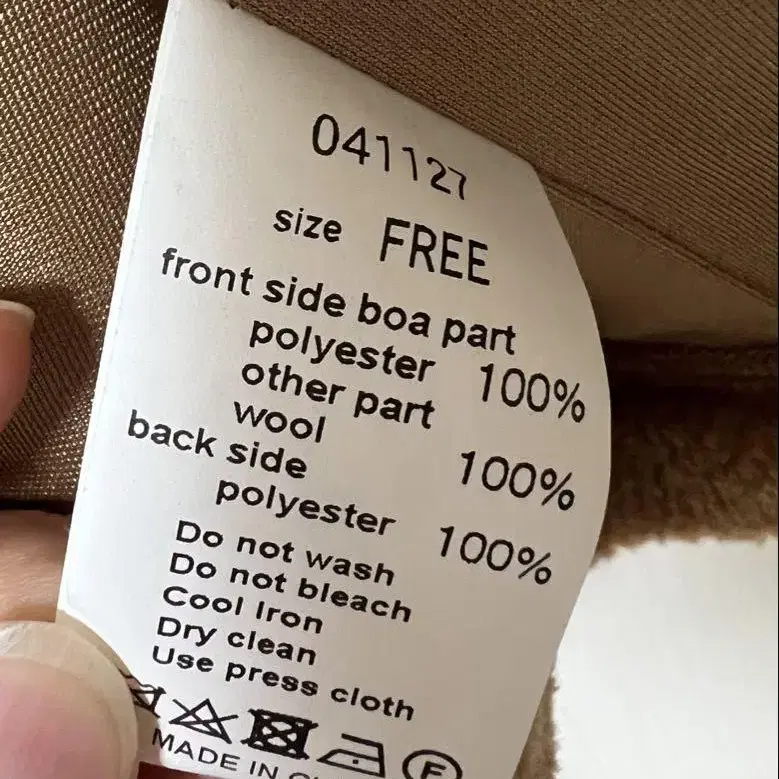 041127
size FREE
front side boa part
polyester 100%
other part
wool 100%
back side
polyester 100%
Do not wash
Do not bleach
Cool Iron
Dry clean
Use press cloth
F
MADE IN